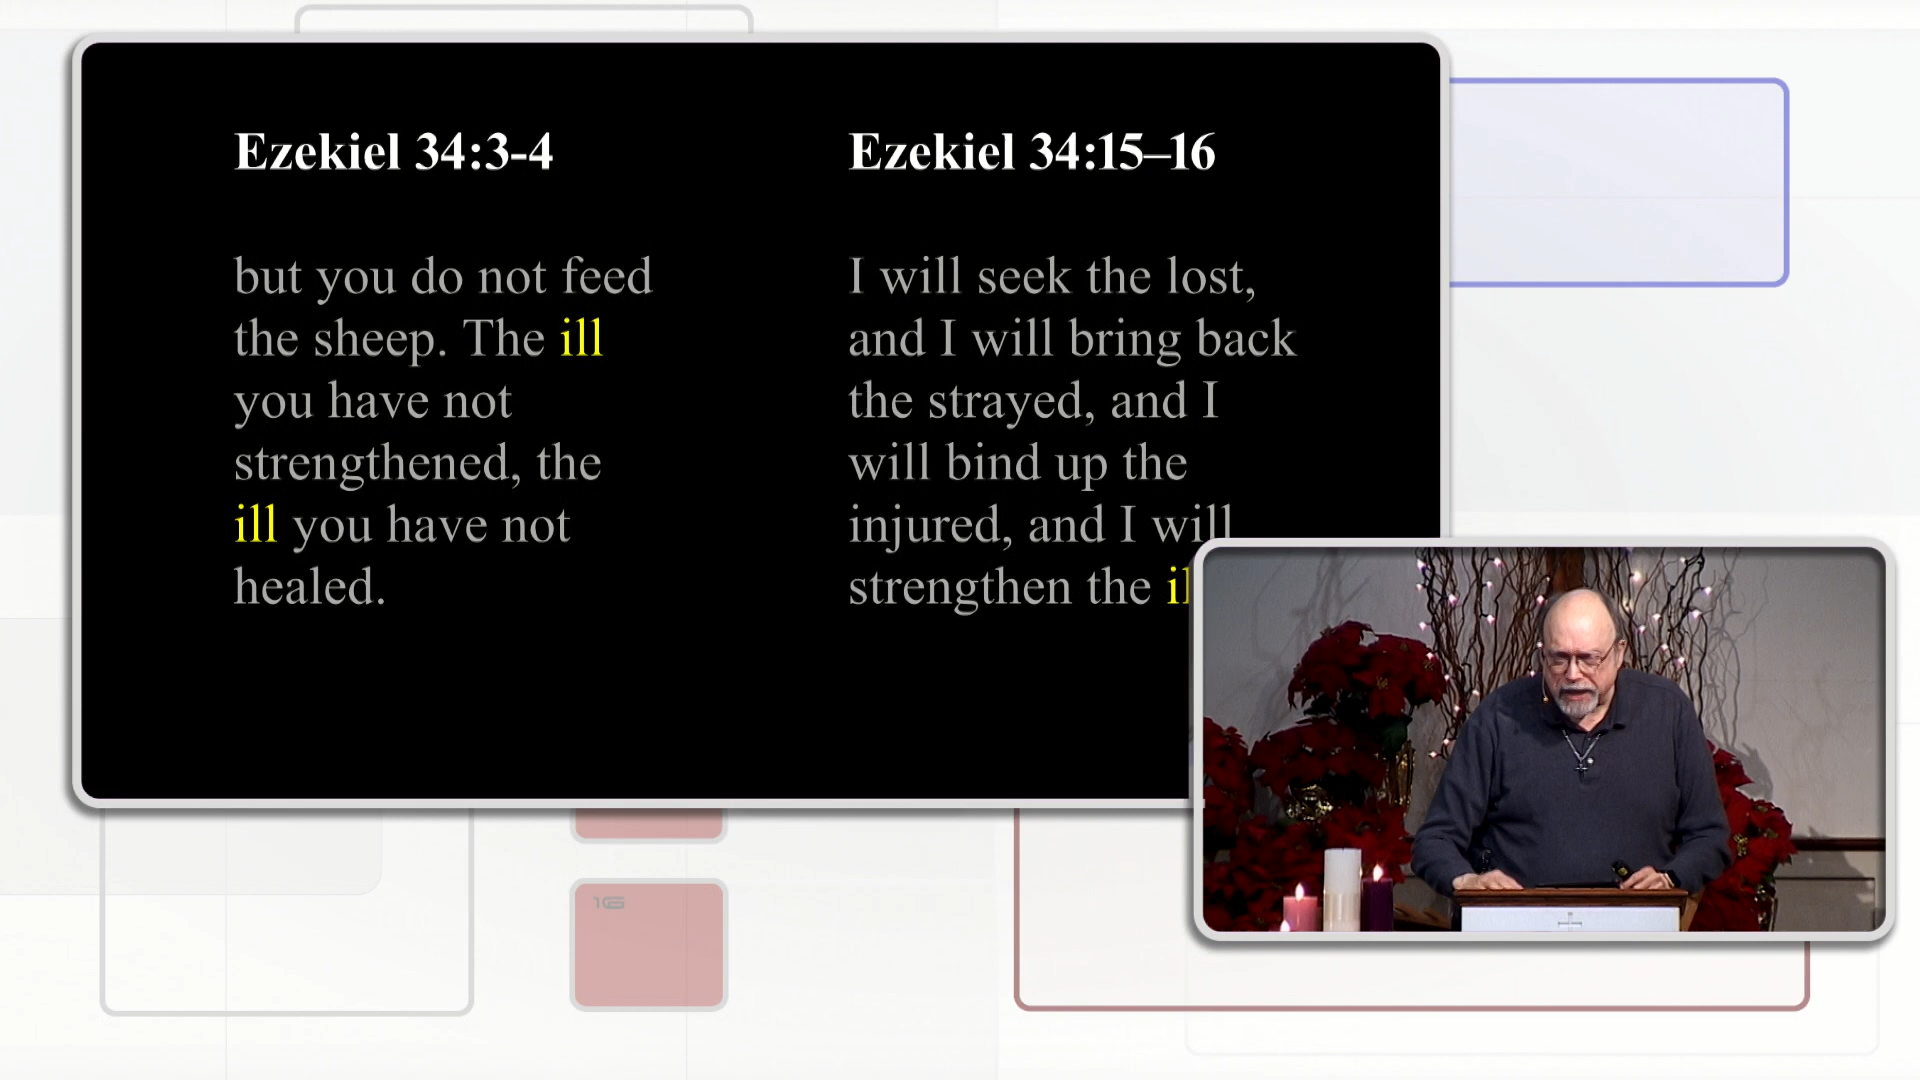 Ezekiel 34:3-4
but you do not feed
the sheep. The ill
you have not
strengthened, the
ill you have not
healed.
Ezekiel 34:15–16
I will seek the lost,
and I will bring back
the strayed, and I
will bind up the
injured, and I will
strengthen the
16